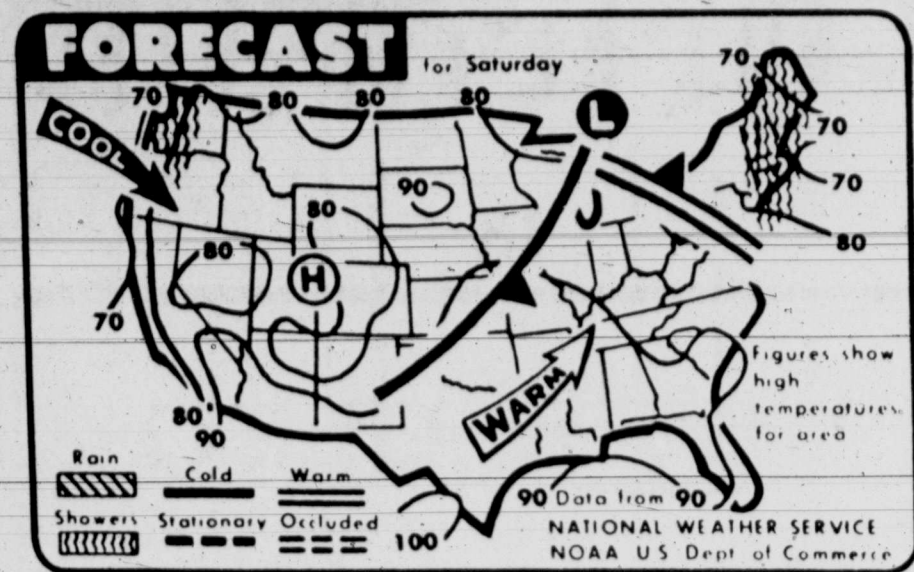 FORECAST
for Saturday
70 80 80 80 L 70
COOL
70
90
70
80
80
80
H
70
WARM
Figures show
high
temperatures
for area
80
90
Rain Cold Warm
Showers Stationary Occluded
100
90 Data from 90
NATIONAL WEATHER SERVICE
NOAA US Dept of Commerce